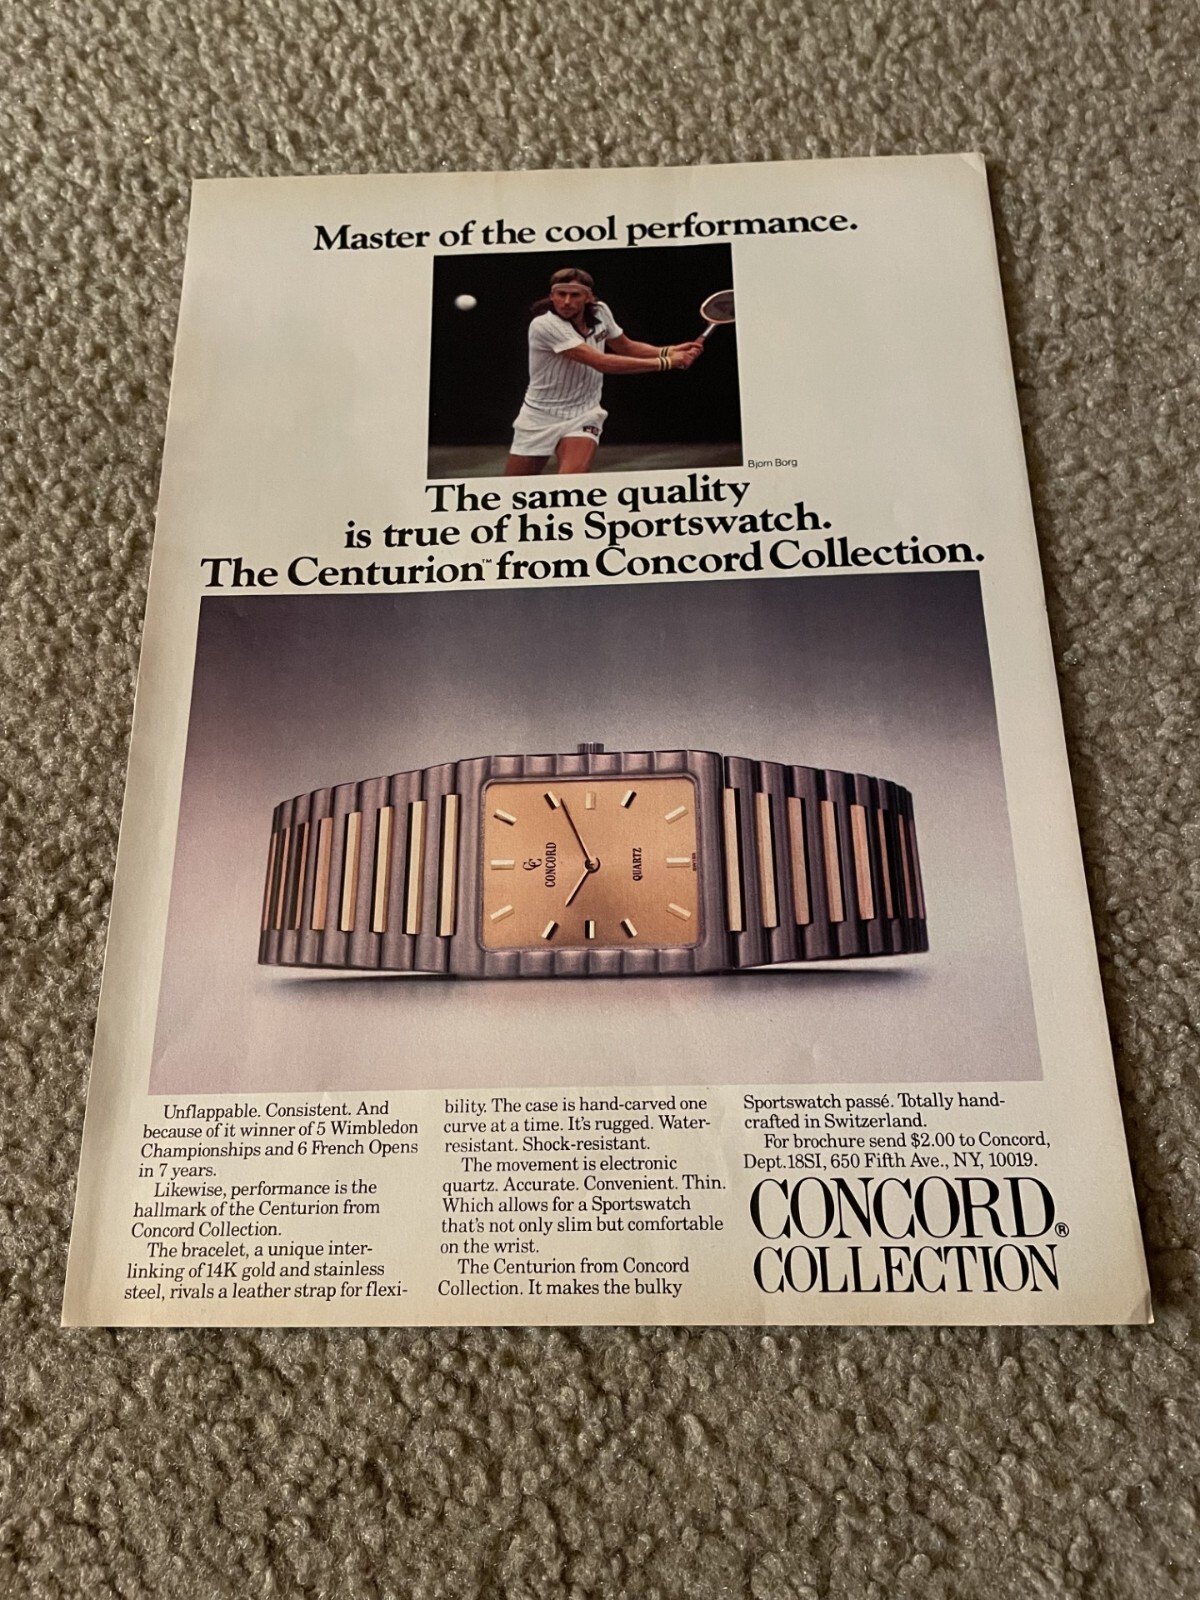 Master of the cool performance.
Bjorn Borg
The same quality
is true of his Sportswatch.
The Centurion™ from Concord Collection.
CC
CONCORD
QUARTZ
SWISS
Unflappable. Consistent. And
because of it winner of 5 Wimbledon
Championships and 6 French Opens
in 7 years.
Likewise, performance is the
hallmark of the Centurion from
Concord Collection.
The bracelet, a unique inter-
linking of 14K gold and stainless
steel, rivals a leather strap for flexi-
bility. The case is hand-carved one
curve at a time. It's rugged. Water-
resistant. Shock-resistant.
The movement is electronic
quartz. Accurate. Convenient. Thin.
Which allows for a Sportswatch
that's not only slim but comfortable
on the wrist.
The Centurion from Concord
Collection. It makes the bulky
Sportswatch passé. Totally hand-
crafted in Switzerland.
For brochure send $2.00 to Concord,
Dept.18SI, 650 Fifth Ave., NY, 10019.
CONCORD®
COLLECTION